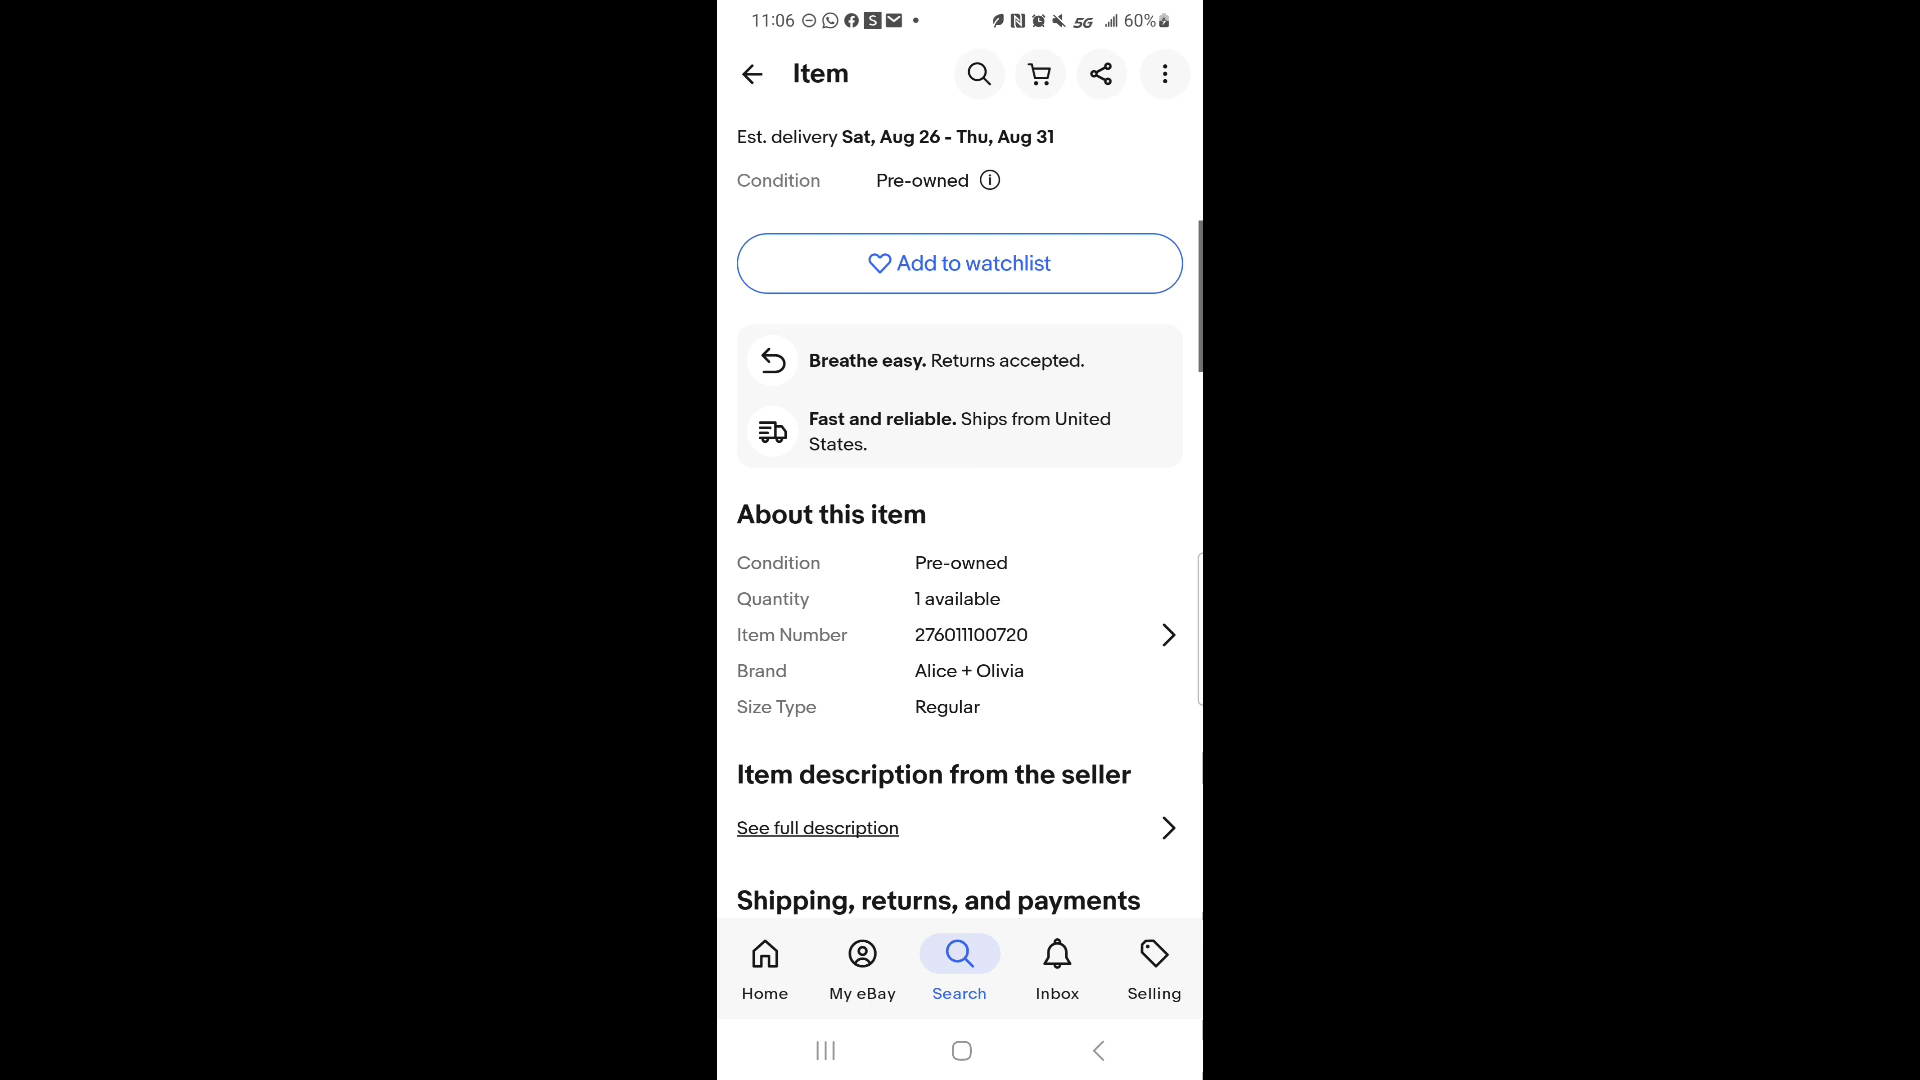 11:06 S 5G 60%
Item
Est. delivery Sat, Aug 26 - Thu, Aug 31
Condition Pre-owned
Add to watchlist
Breathe easy. Returns accepted.
Fast and reliable. Ships from United
States.
About this item
Condition Pre-owned
Quantity 1 available
Item Number 276011100720
Brand Alice + Olivia
Size Type Regular
Item description from the seller
See full description
Shipping, returns, and payments
Home My eBay Search Inbox Selling